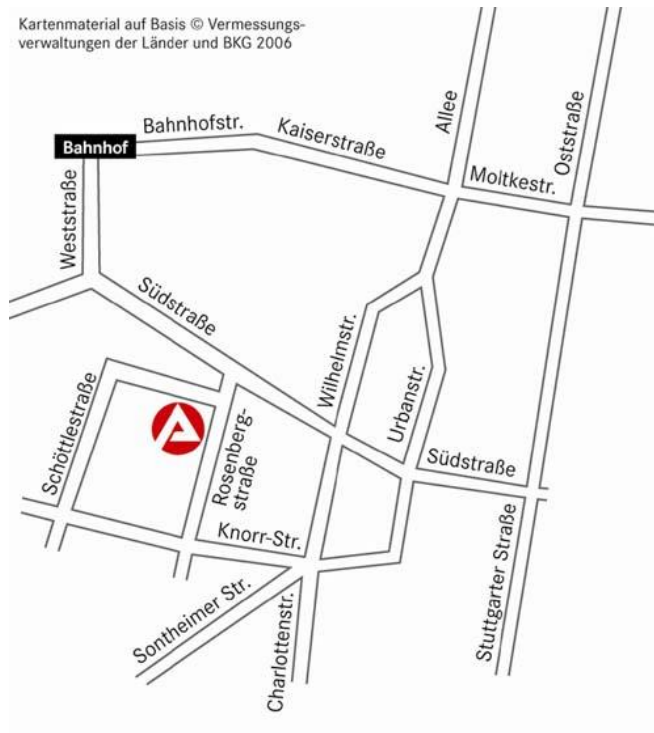 Kartenmaterial auf Basis © Vermessungs-
verwaltungen der Länder und BKG 2006
Allee
Oststraße
Bahnhofstr.
Kaiserstraße
Bahnhof
Moltkestr.
Weststraße
Südstraße
Wilhelmstr.
Urbanstr.
Schöttlestraße
Rosenberg-
straße
Südstraße
Knorr-Str.
Stuttgarter Straße
Sontheimer Str.
Charlottenstr.